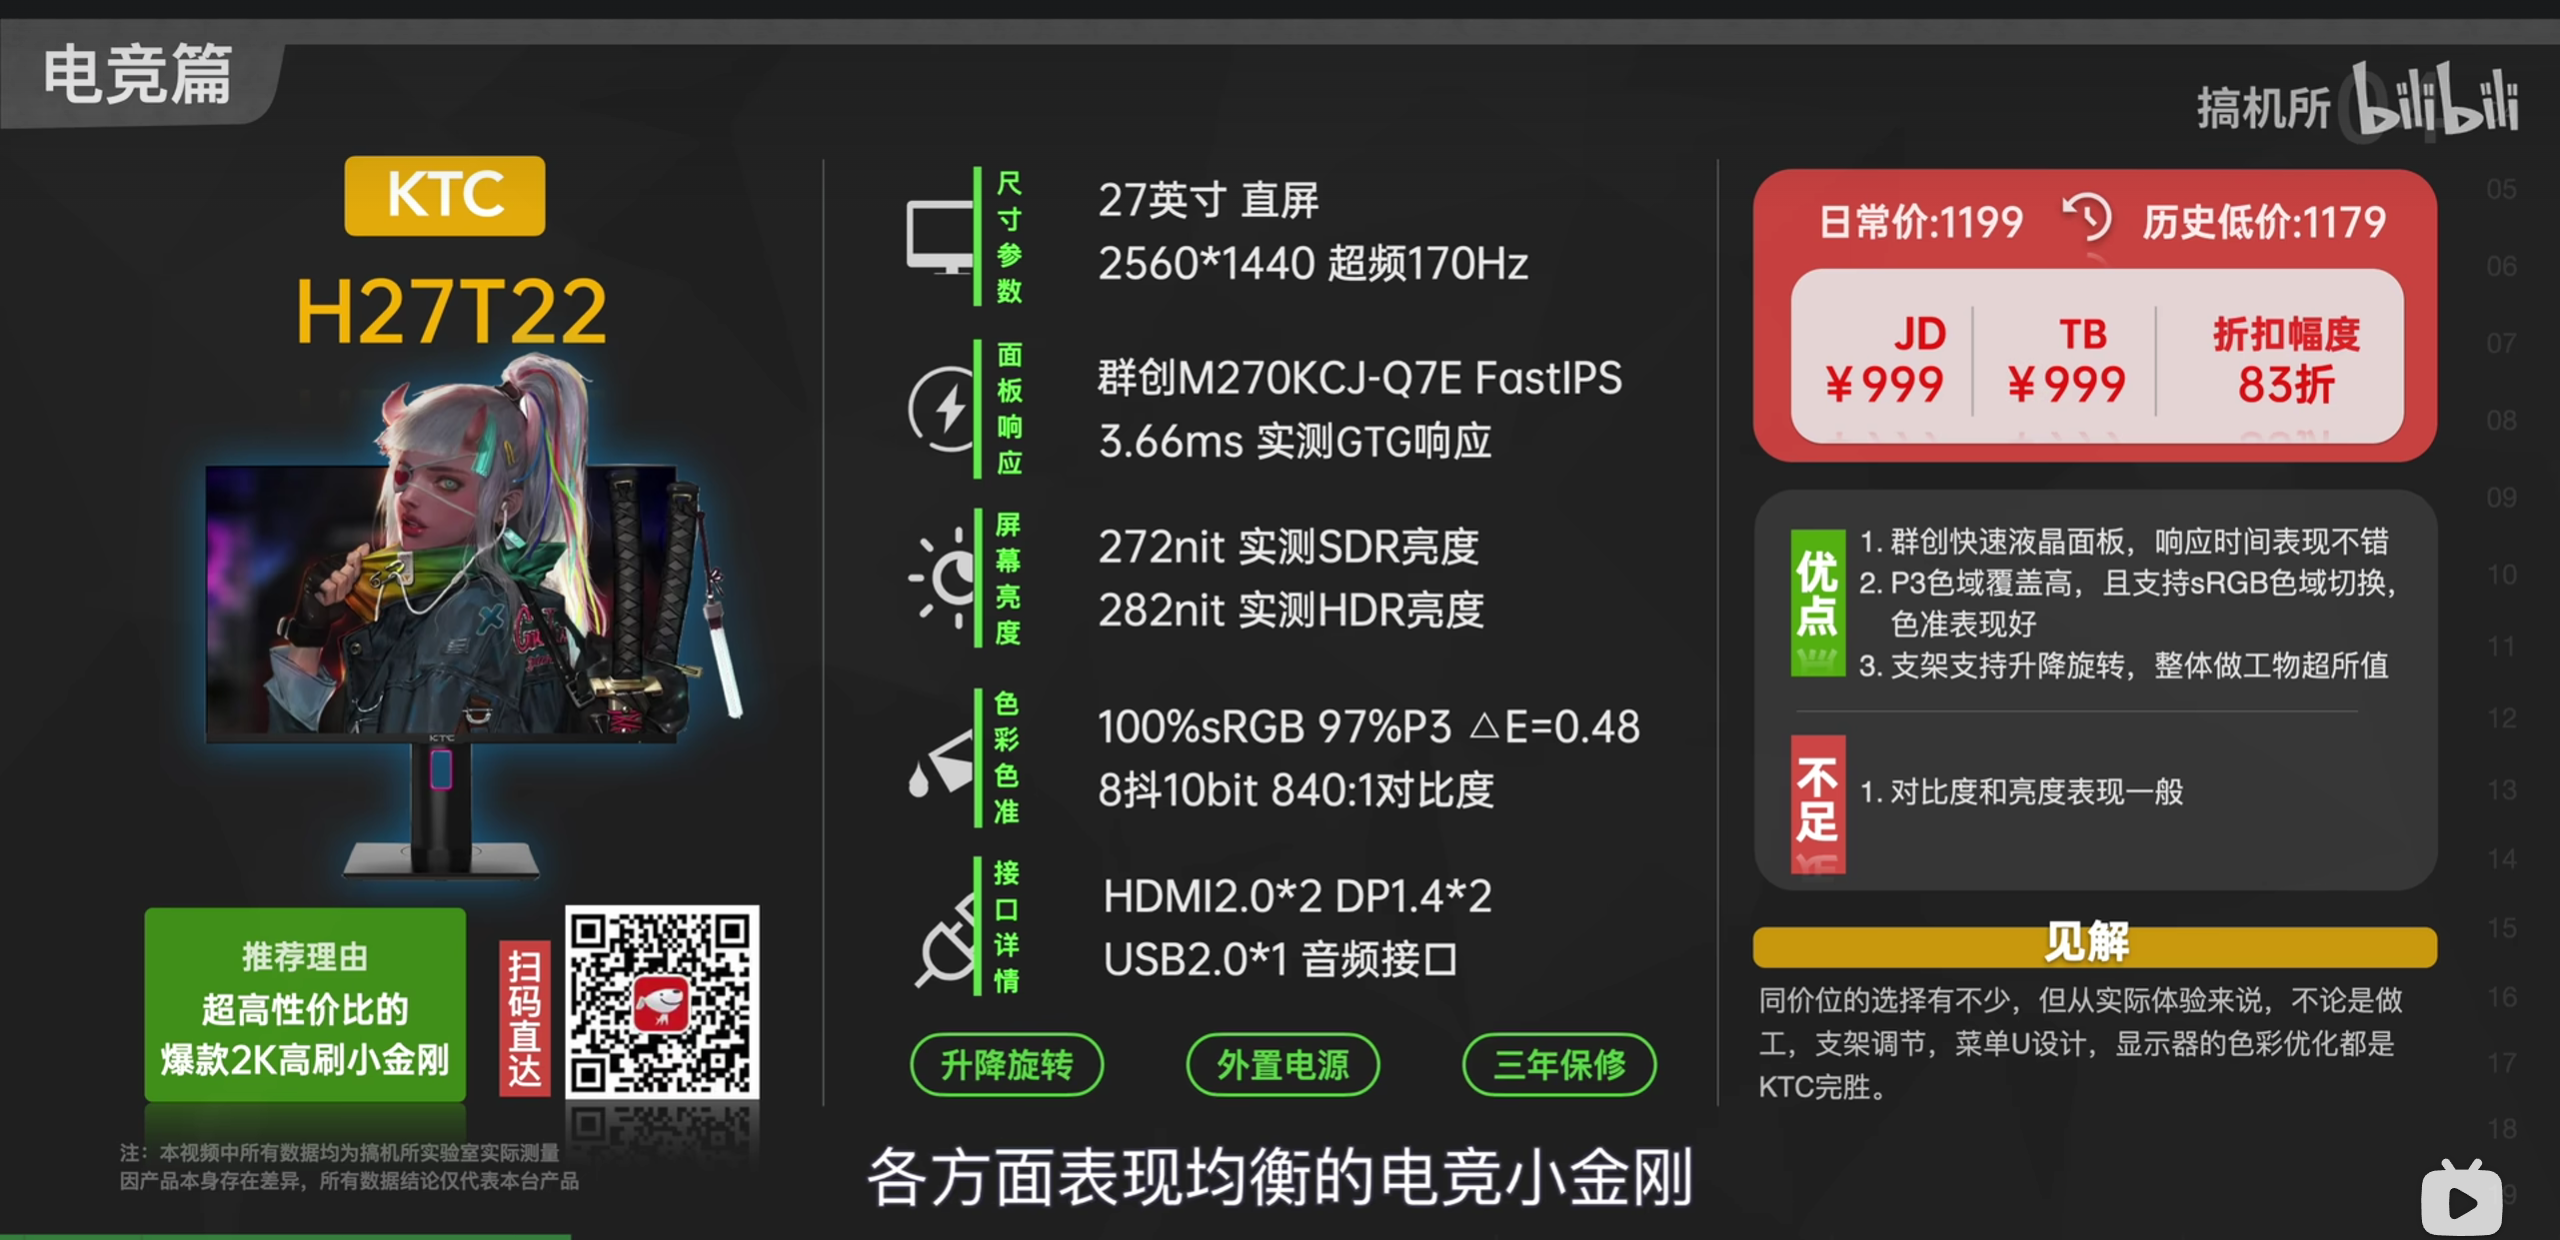 电竞篇
搞机所 bilibili
KTC
H27T22
KTC
推荐理由
超高性价比的
爆款2K高刷小金刚
扫码直达
注：本视频中所有数据均为搞机所实验室实际测量
因产品本身存在差异，所有数据结论仅代表本台产品
尺寸参数
27英寸 直屏
2560*1440 超频170Hz
面板响应
群创M270KCJ-Q7E FastIPS
3.66ms 实测GTG响应
屏幕亮度
272nit 实测SDR亮度
282nit 实测HDR亮度
色彩色准
100%sRGB 97%P3 △E=0.48
8抖10bit 840:1对比度
接口详情
HDMI2.0*2 DP1.4*2
USB2.0*1 音频接口
升降旋转 外置电源 三年保修
日常价:1199 历史低价:1179
JD TB 折扣幅度
¥999 ¥999 83折
优点
1. 群创快速液晶面板，响应时间表现不错
2. P3色域覆盖高，且支持sRGB色域切换，
色准表现好
3. 支架支持升降旋转，整体做工物超所值
不足
1. 对比度和亮度表现一般
见解
同价位的选择有不少，但从实际体验来说，不论是做
工，支架调节，菜单U设计，显示器的色彩优化都是
KTC完胜。
05
06
07
08
09
10
11
12
13
14
15
16
17
18
各方面表现均衡的电竞小金刚